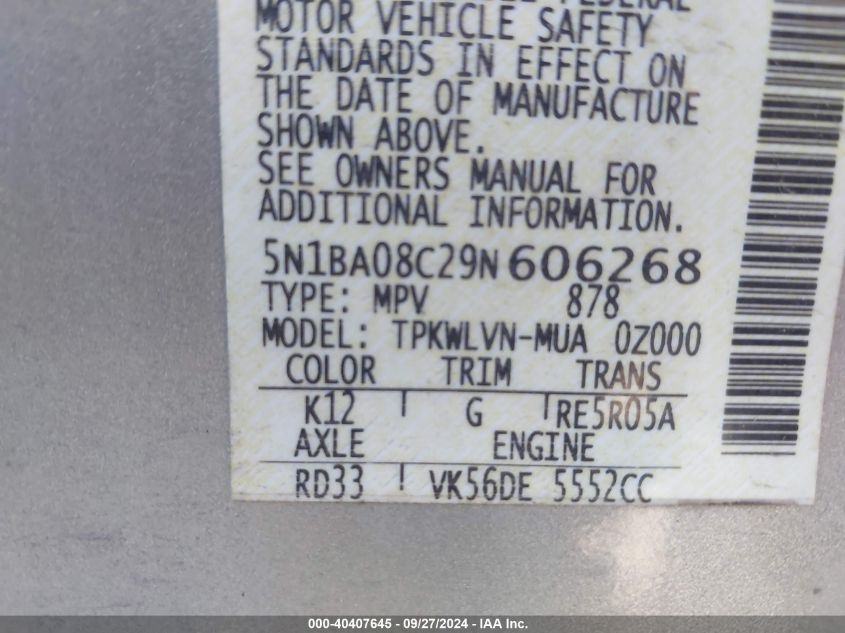 FEDERAL
MOTOR VEHICLE SAFETY
STANDARDS IN EFFECT ON
THE DATE OF MANUFACTURE
SHOWN ABOVE.
SEE OWNERS MANUAL FOR
ADDITIONAL INFORMATION.
5N1BA08C29N606268
TYPE: MPV 878
MODEL: TPKWLVN-MUA 0Z000
COLOR TRIM TRANS
K12 G RE5R05A
AXLE ENGINE
RD33 VK56DE 5552CC
000-40407645 / 09/27/2024 - IAA Inc.